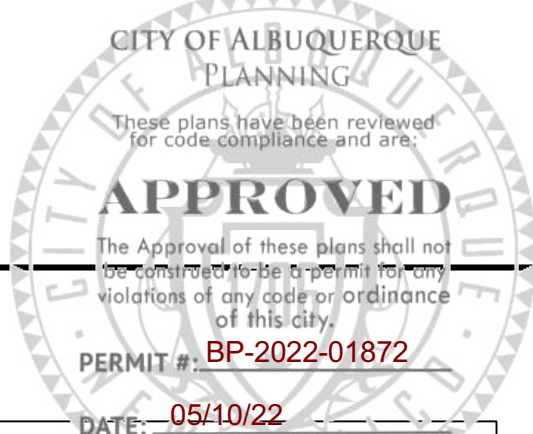 CITY OF ALBUQUERQUE
PLANNING
These plans have been reviewed
for code compliance and are:
APPROVED
The Approval of these plans shall not
be construed to be a permit for any
violations of any code or ordinance
of this city.
PERMIT #: BP-2022-01872
DATE: 05/10/22